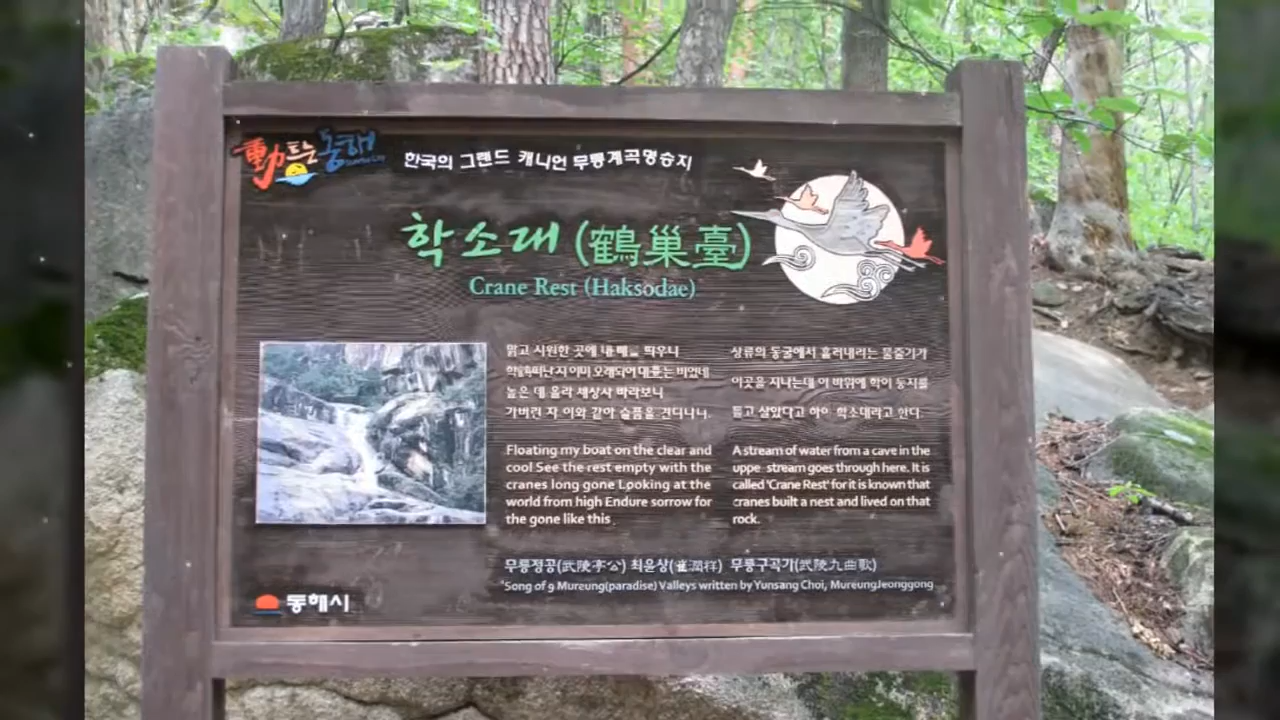 動트는 동해
한국의 그랜드 캐니언 무릉계곡명승지
학소대 (鶴巢臺)
Crane Rest (Haksodae)
맑고 시원한 곳에 내 배를 띄우니
학 떠난 지 이미 오래되어 대는 비었네
높은 데 올라 세상사 바라보니
가버린 자 이와 같아 슬픔을 견디나니.
Floating my boat on the clear and
cool See the rest empty with the
cranes long gone Looking at the
world from high Endure sorrow for
the gone like this
상류의 동굴에서 흘러내리는 물줄기가
이곳을 지나는데 이 바위에 학이 둥지를
틀고 살았다고 하여 학소대라고 한다.
A stream of water from a cave in the
uppe stream goes through here. It is
called 'Crane Rest' for it is known that
cranes built a nest and lived on that
rock.
무릉정공(武陵亭公) 최윤상(崔潤祥) 무릉구곡가(武陵九曲歌)
'Song of 9 Mureung(paradise) Valleys written by Yunsang Choi, MureungJeonggong
동해시